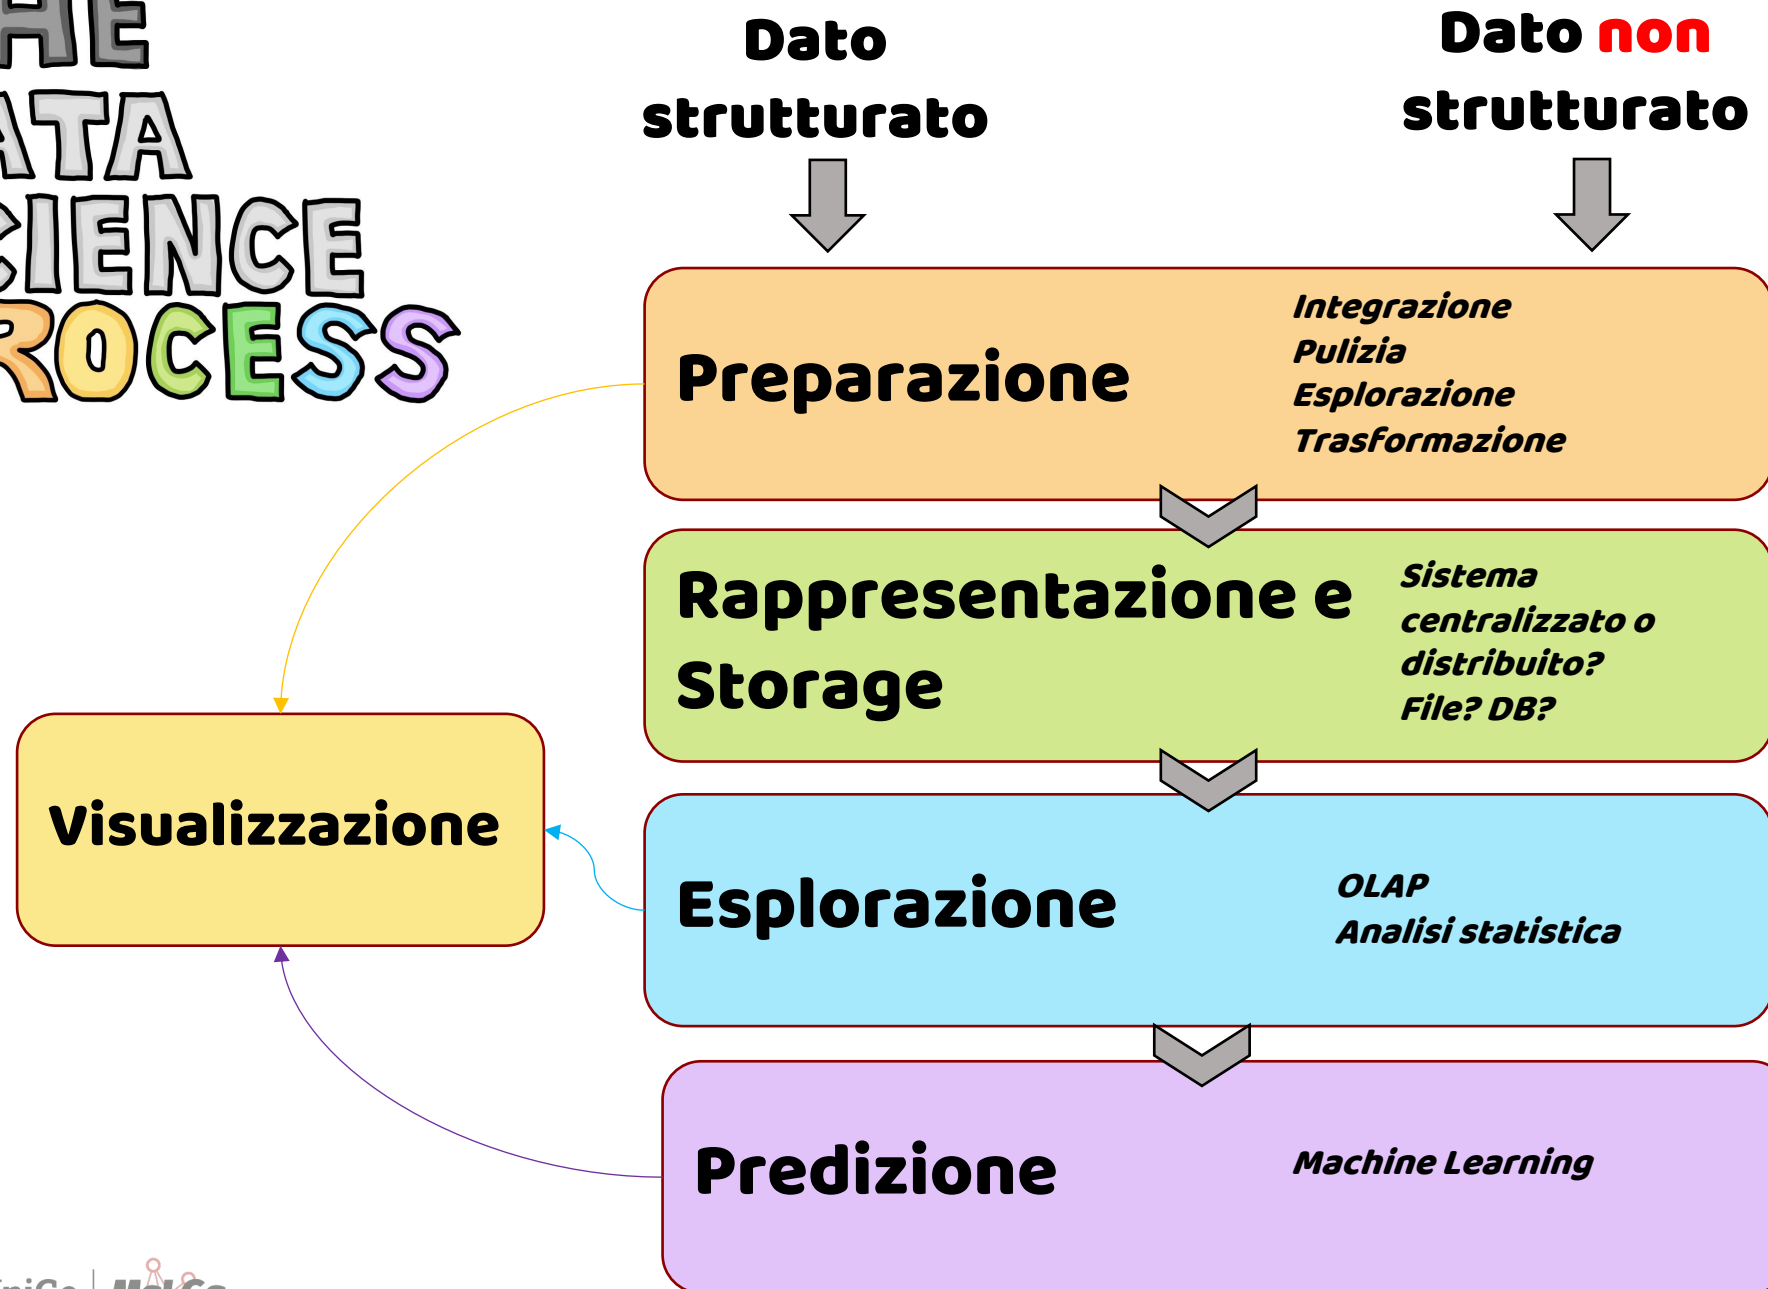 HE
ATA
CIENCE
ROCESS
Dato
strutturato
Dato non
strutturato
Preparazione
Integrazione
Pulizia
Esplorazione
Trasformazione
Rappresentazione e
Storage
Sistema
centralizzato o
distribuito?
File? DB?
Visualizzazione
Esplorazione
OLAP
Analisi statistica
Predizione
Machine Learning